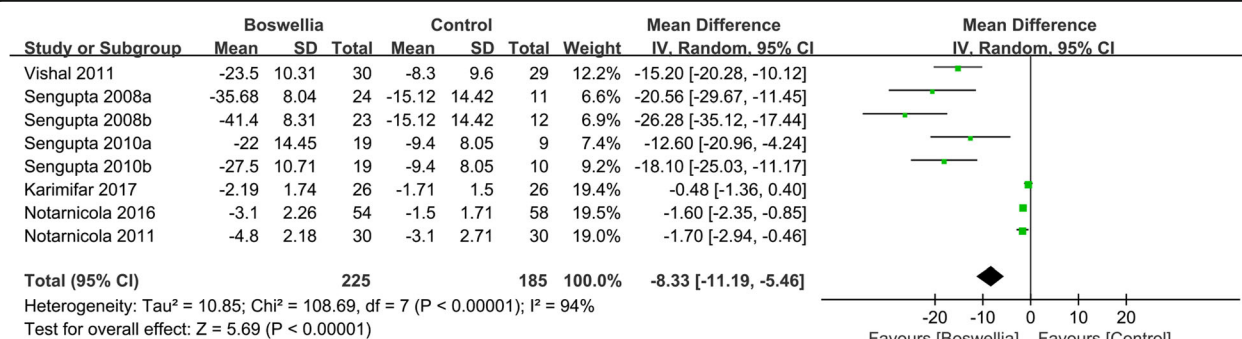 Boswellia Control Mean Difference Mean Difference
Study or Subgroup Mean SD Total Mean SD Total Weight IV, Random, 95% CI IV, Random, 95% CI
Vishal 2011 -23.5 10.31 30 -8.3 9.6 29 12.2% -15.20 [-20.28, -10.12]
Sengupta 2008a -35.68 8.04 24 -15.12 14.42 11 6.6% -20.56 [-29.67, -11.45]
Sengupta 2008b -41.4 8.31 23 -15.12 14.42 12 6.9% -26.28 [-35.12, -17.44]
Sengupta 2010a -22 14.45 19 -9.4 8.05 9 7.4% -12.60 [-20.96, -4.24]
Sengupta 2010b -27.5 10.71 19 -9.4 8.05 10 9.2% -18.10 [-25.03, -11.17]
Karimifar 2017 -2.19 1.74 26 -1.71 1.5 26 19.4% -0.48 [-1.36, 0.40]
Notarnicola 2016 -3.1 2.26 54 -1.5 1.71 58 19.5% -1.60 [-2.35, -0.85]
Notarnicola 2011 -4.8 2.18 30 -3.1 2.71 30 19.0% -1.70 [-2.94, -0.46]
Total (95% CI) 225 185 100.0% -8.33 [-11.19, -5.46]
Heterogeneity: Tau² = 10.85; Chi² = 108.69, df = 7 (P < 0.00001); I² = 94%
Test for overall effect: Z = 5.69 (P < 0.00001)
-20 -10 0 10 20
Favours [Boswellia] Favours [Control]